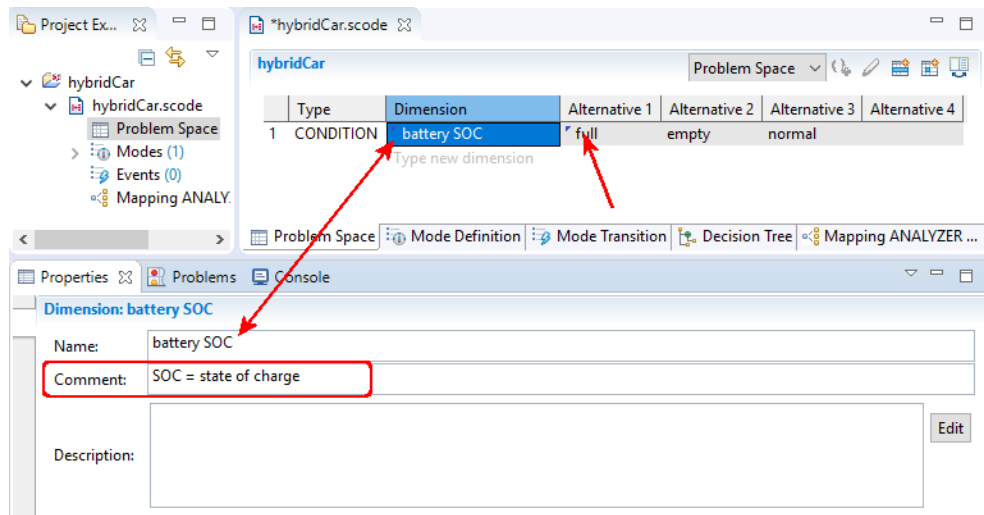 Project Ex...
*hybridCar.scode
hybridCar
Problem Space
hybridCar
hybridCar.scode
Problem Space
Modes (1)
Events (0)
Mapping ANALY
Type Dimension Alternative 1 Alternative 2 Alternative 3 Alternative 4
1 CONDITION battery SOC full empty normal
Type new dimension
Problem Space Mode Definition Mode Transition Decision Tree Mapping ANALYZER ...
Properties Problems Console
Dimension: battery SOC
Name: battery SOC
Comment: SOC = state of charge
Description:
Edit